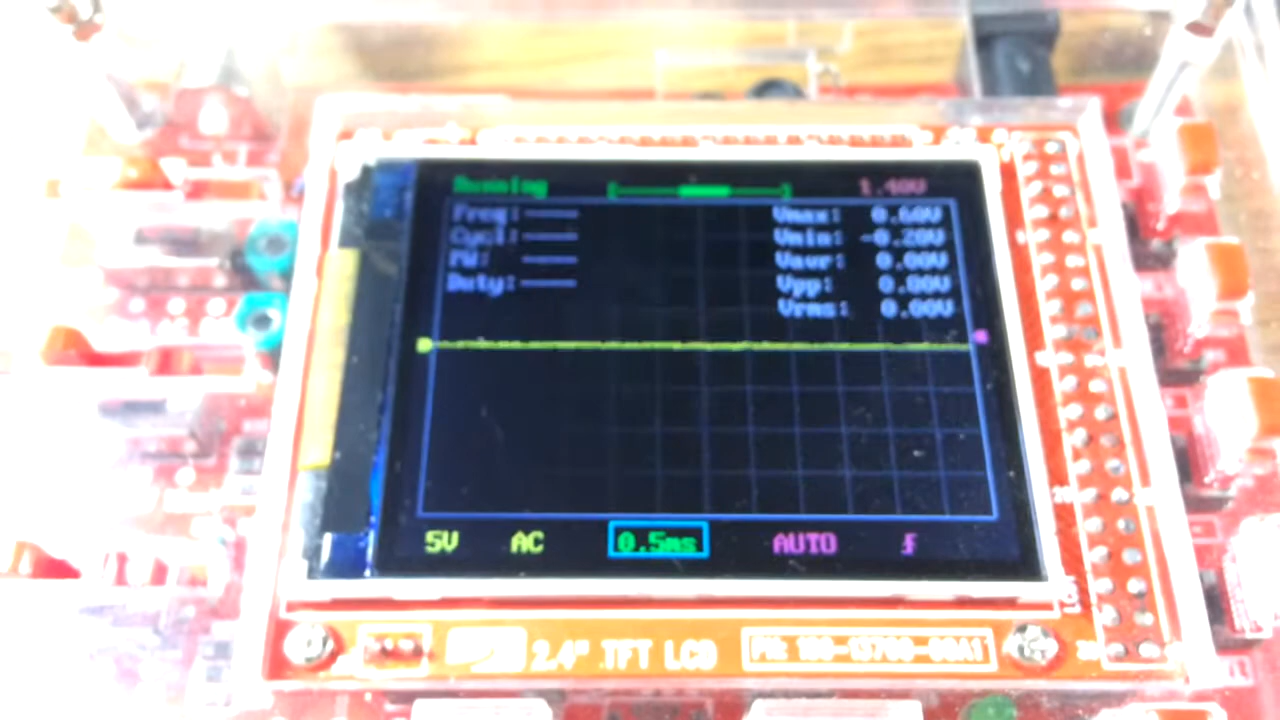 Running 1.40V
Freq: ---- Vmax: 0.60V
Cycl: ---- Vmin: -0.20V
PW: ---- Vavr: 0.00V
Duty: ---- Vpp: 0.80V
Vrms: 0.00V
5V AC 0.5ms AUTO
2.4" TFT LCD